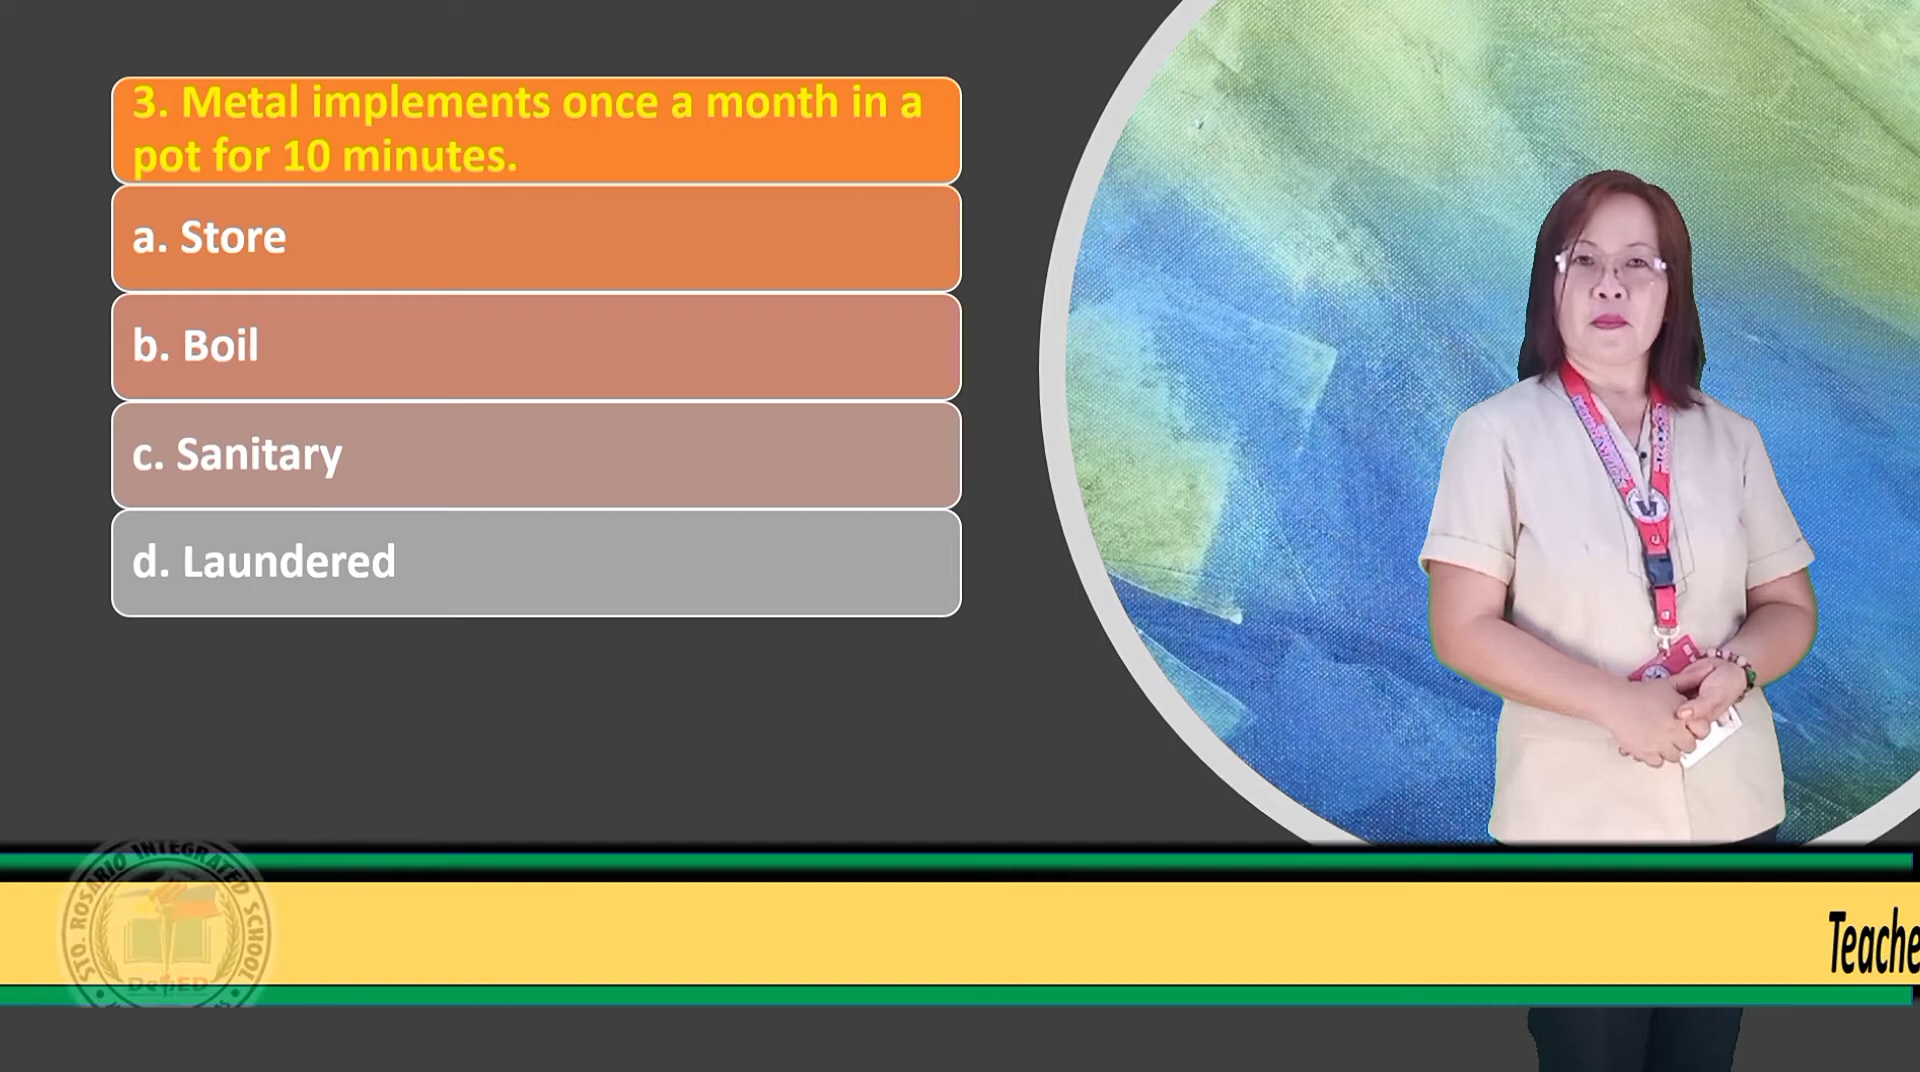 3. Metal implements once a month in a
pot for 10 minutes.
a. Store
b. Boil
c. Sanitary
d. Laundered
STO. ROSARIO INTEGRATED SCHOOL
DepED
Teache